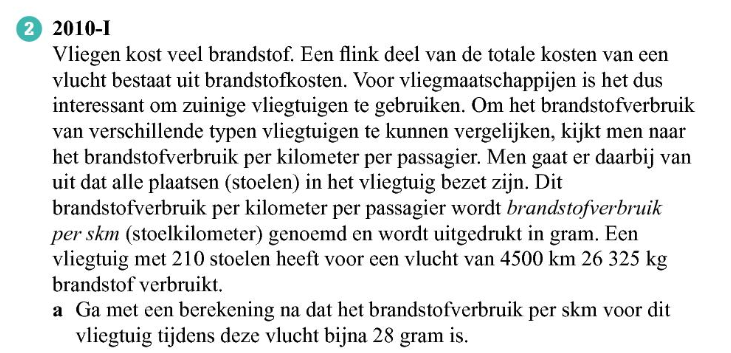 2 2010-I
Vliegen kost veel brandstof. Een flink deel van de totale kosten van een
vlucht bestaat uit brandstofkosten. Voor vliegmaatschappijen is het dus
interessant om zuinige vliegtuigen te gebruiken. Om het brandstofverbruik
van verschillende typen vliegtuigen te kunnen vergelijken, kijkt men naar
het brandstofverbruik per kilometer per passagier. Men gaat er daarbij van
uit dat alle plaatsen (stoelen) in het vliegtuig bezet zijn. Dit
brandstofverbruik per kilometer per passagier wordt brandstofverbruik
per skm (stoelkilometer) genoemd en wordt uitgedrukt in gram. Een
vliegtuig met 210 stoelen heeft voor een vlucht van 4500 km 26 325 kg
brandstof verbruikt.
a Ga met een berekening na dat het brandstofverbruik per skm voor dit
vliegtuig tijdens deze vlucht bijna 28 gram is.